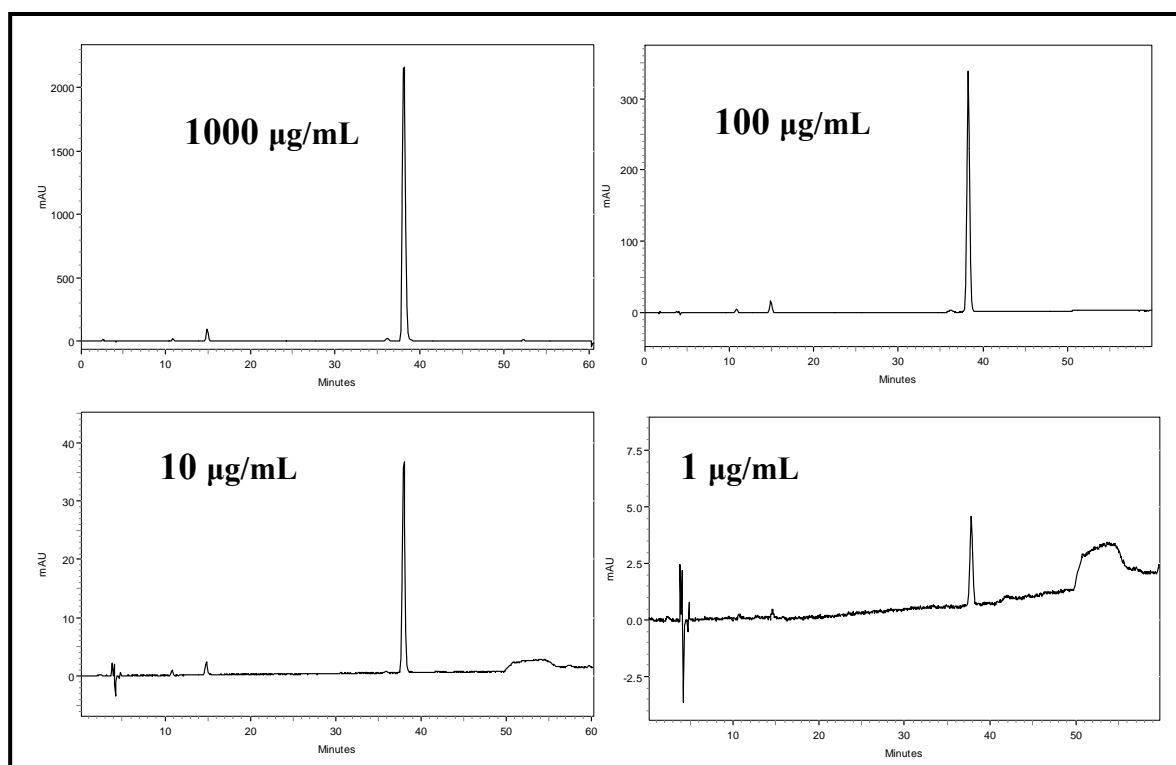 1000 μg/mL
2000
1500
1000
500
0
mAU
0 10 20 30 40 50 60
Minutes
100 μg/mL
300
200
100
0
mAU
0 10 20 30 40 50
Minutes
10 μg/mL
40
30
20
10
0
mAU
10 20 30 40 50 60
Minutes
1 μg/mL
7.5
5.0
2.5
0.0
-2.5
mAU
10 20 30 40 50
Minutes